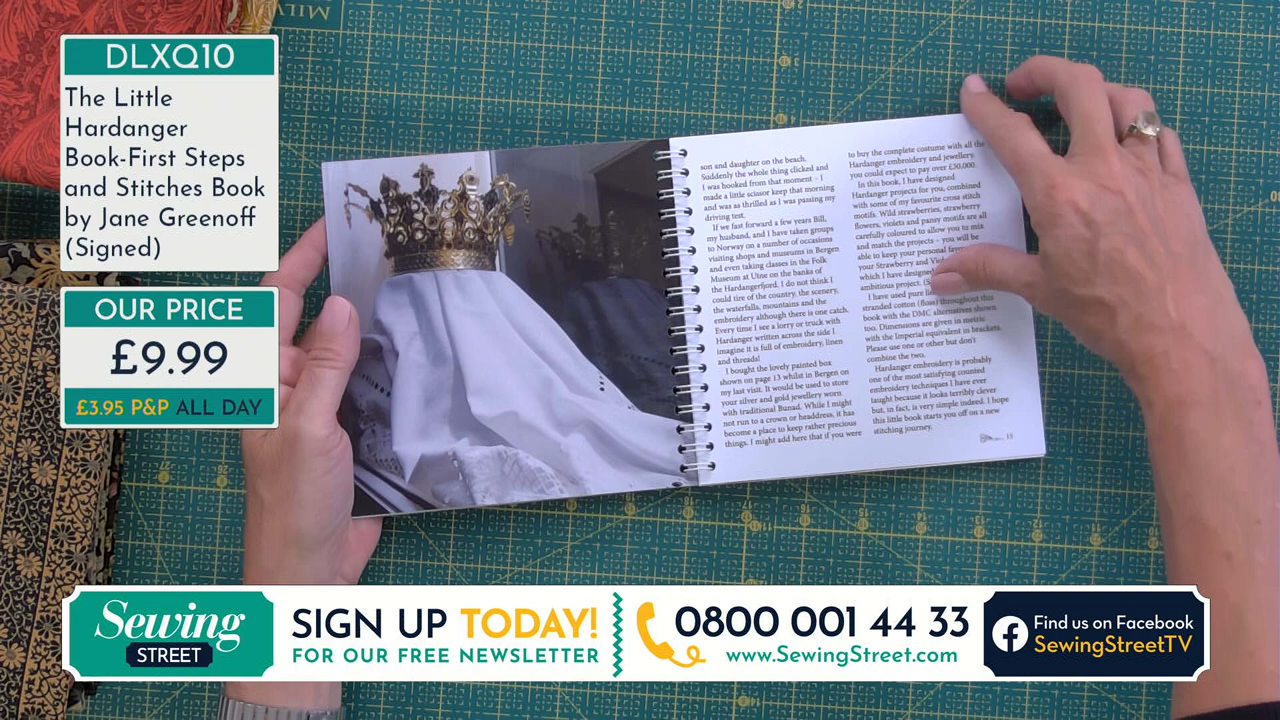 DLXQ10
The Little
Hardanger
Book-First Steps
and Stitches Book
by Jane Greenoff
(Signed)
OUR PRICE
£9.99
£3.95 P&P ALL DAY
son and daughter on the beach.
Suddenly the whole thing clicked and
I was hooked from that moment – I
made a little scissor keep that morning
and was as thrilled as I was passing my
driving test.
If we fast forward a few years Bill,
my husband, and I have taken groups
to Norway on a number of occasions
visiting shops and museums in Bergen
and even taking classes in the Folk
Museum at Utne on the banks of
the Hardangerfjord. I do not think I
could tire of the country, the scenery,
the waterfalls, mountains and the
embroidery although there is one catch.
Every time I see a lorry or truck with
Hardanger written across the side I
imagine it is full of embroidery, linen
and threads!
I bought the lovely painted box
shown on page 13 whilst in Bergen on
my last visit. It would be used to store
your silver and gold jewellery worn
with traditional Bunad. While I might
not run to a crown or headdress, it has
become a place to keep rather precious
things. I might add here that if you were
to buy the complete costume with all the
Hardanger embroidery and jewellery,
you could expect to pay over £30,000.
In this book, I have designed
Hardanger projects for you, combined
with some of my favourite cross stitch
motifs. Wild strawberries, strawberry
flowers, violets and pansy motifs are all
carefully coloured to allow you to mix
and match the projects – you will be
able to keep your personal
your Strawberry and
which I have designed
ambitious project.
I have used pure
stranded cotton (floss) throughout this
book with the DMC alternatives shown
too. Dimensions are given in metric
with the Imperial equivalent in brackets.
Please use one or other but don't
combine the two.
Hardanger embroidery is probably
one of the most satisfying counted
embroidery techniques I have ever
taught because it looks terribly clever
but, in fact, is very simple indeed. I hope
this little book starts you off on a new
stitching journey.
Sewing
STREET
SIGN UP TODAY!
FOR OUR FREE NEWSLETTER
0800 001 44 33
www.SewingStreet.com
Find us on Facebook
SewingStreetTV